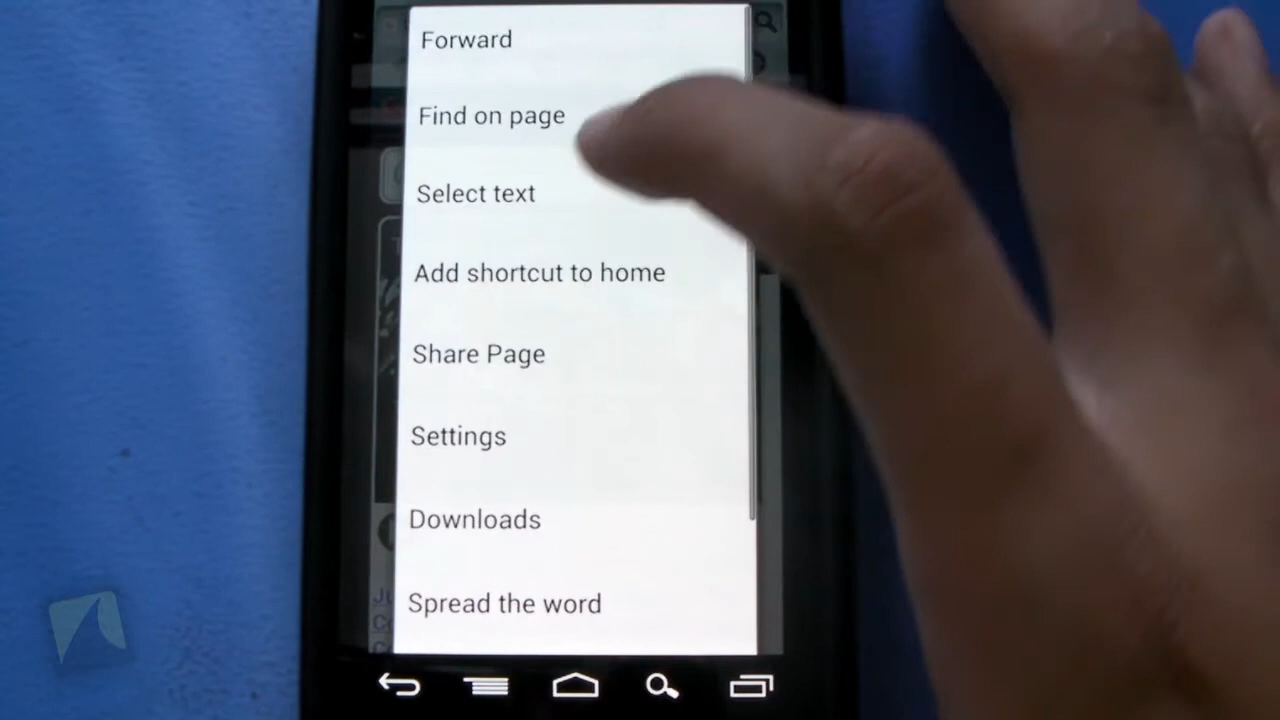 Forward
Find on page
Select text
Add shortcut to home
Share Page
Settings
Downloads
Spread the word